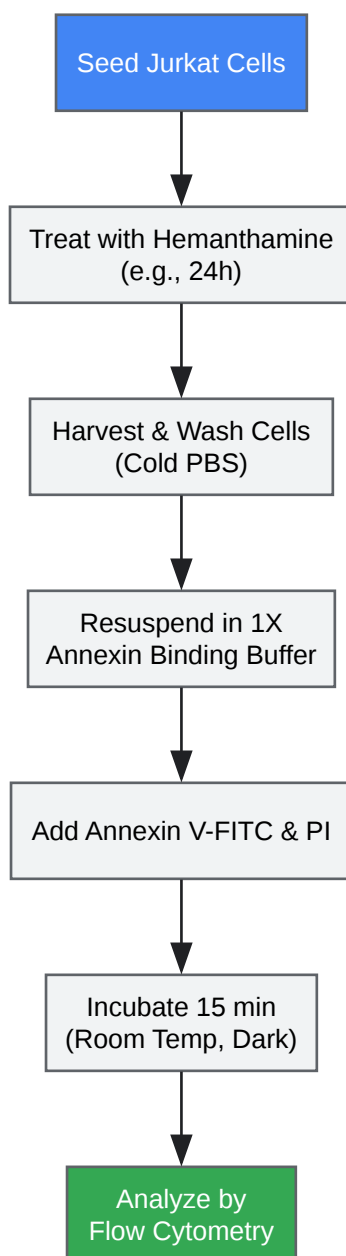 Seed Jurkat Cells
Treat with Hemanthamine
(e.g., 24h)
Harvest & Wash Cells
(Cold PBS)
Resuspend in 1X
Annexin Binding Buffer
Add Annexin V-FITC & PI
Incubate 15 min
(Room Temp, Dark)
Analyze by
Flow Cytometry